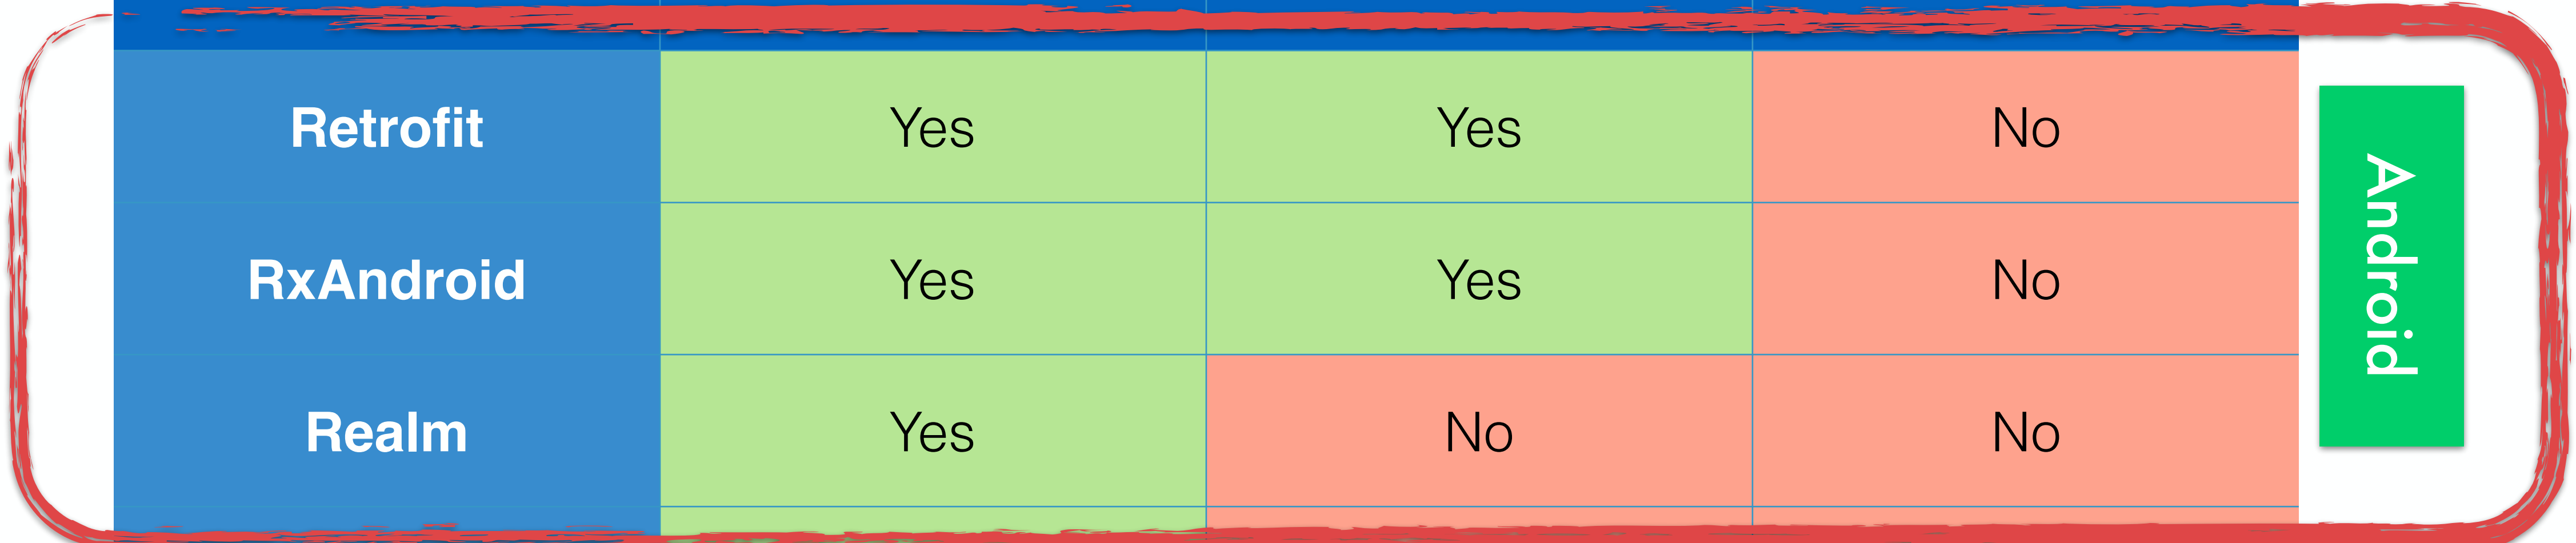 Retrofit Yes Yes No
RxAndroid Yes Yes No
Realm Yes No No
Android